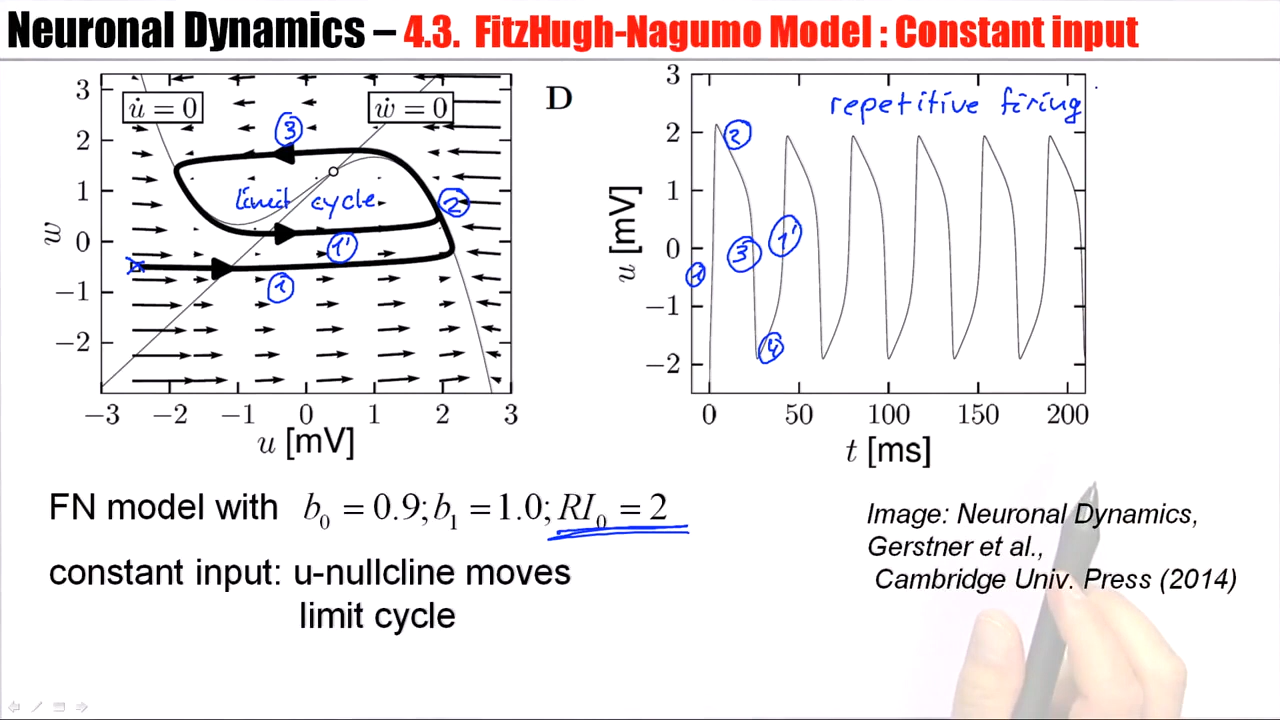 Neuronal Dynamics – 4.3. FitzHugh-Nagumo Model : Constant input
3
2
1
0
−1
−2
w
u̇ = 0
ẇ = 0
3
limit cycle
2
1'
1
−3 −2 −1 0 1 2 3
u [mV]
D
3
2
1
0
−1
−2
u [mV]
repetitive firing
2
1'
3
1
4
0 50 100 150 200
t [ms]
FN model with b₀ = 0.9; b₁ = 1.0; RI₀ = 2
constant input: u-nullcline moves
limit cycle
Image: Neuronal Dynamics,
Gerstner et al.,
Cambridge Univ. Press (2014)